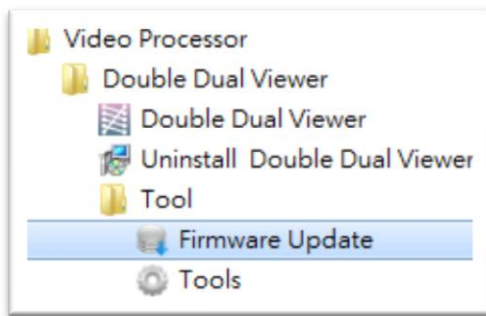 Video Processor
Double Dual Viewer
Double Dual Viewer
Uninstall Double Dual Viewer
Tool
Firmware Update
Tools